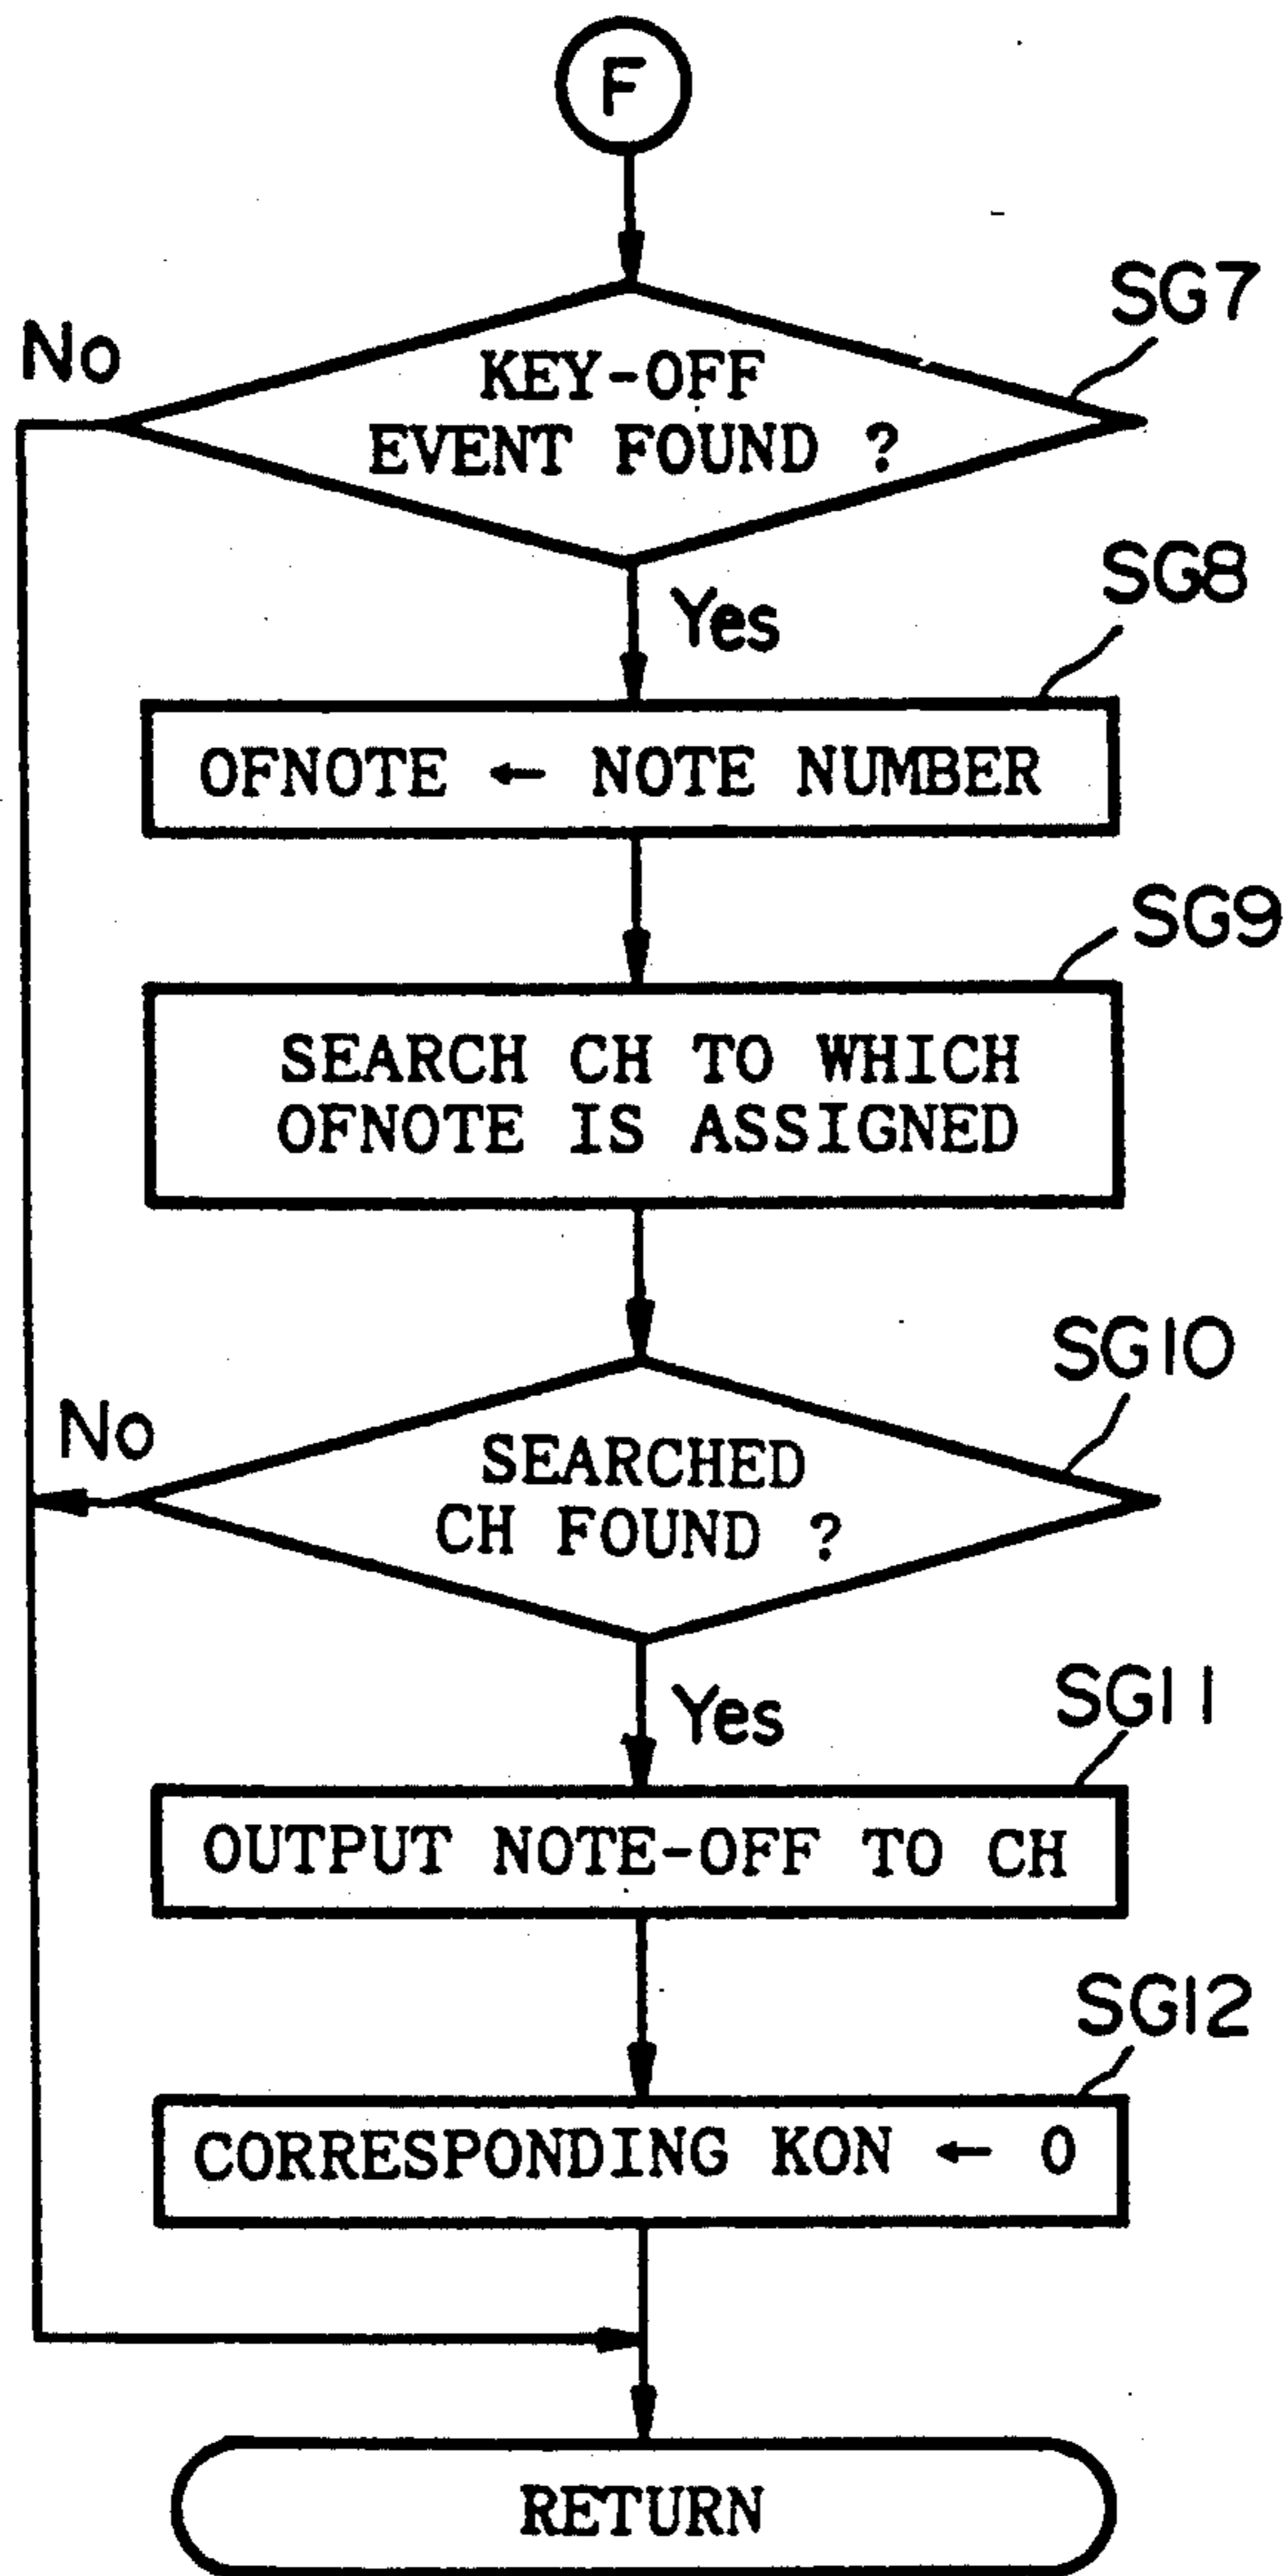 F
SG7
No
KEY-OFF
EVENT FOUND ?
SG8
Yes
OFNOTE ← NOTE NUMBER
SG9
SEARCH CH TO WHICH
OFNOTE IS ASSIGNED
SG10
No
SEARCHED
CH FOUND ?
SG11
Yes
OUTPUT NOTE-OFF TO CH
SG12
CORRESPONDING KON ← 0
RETURN